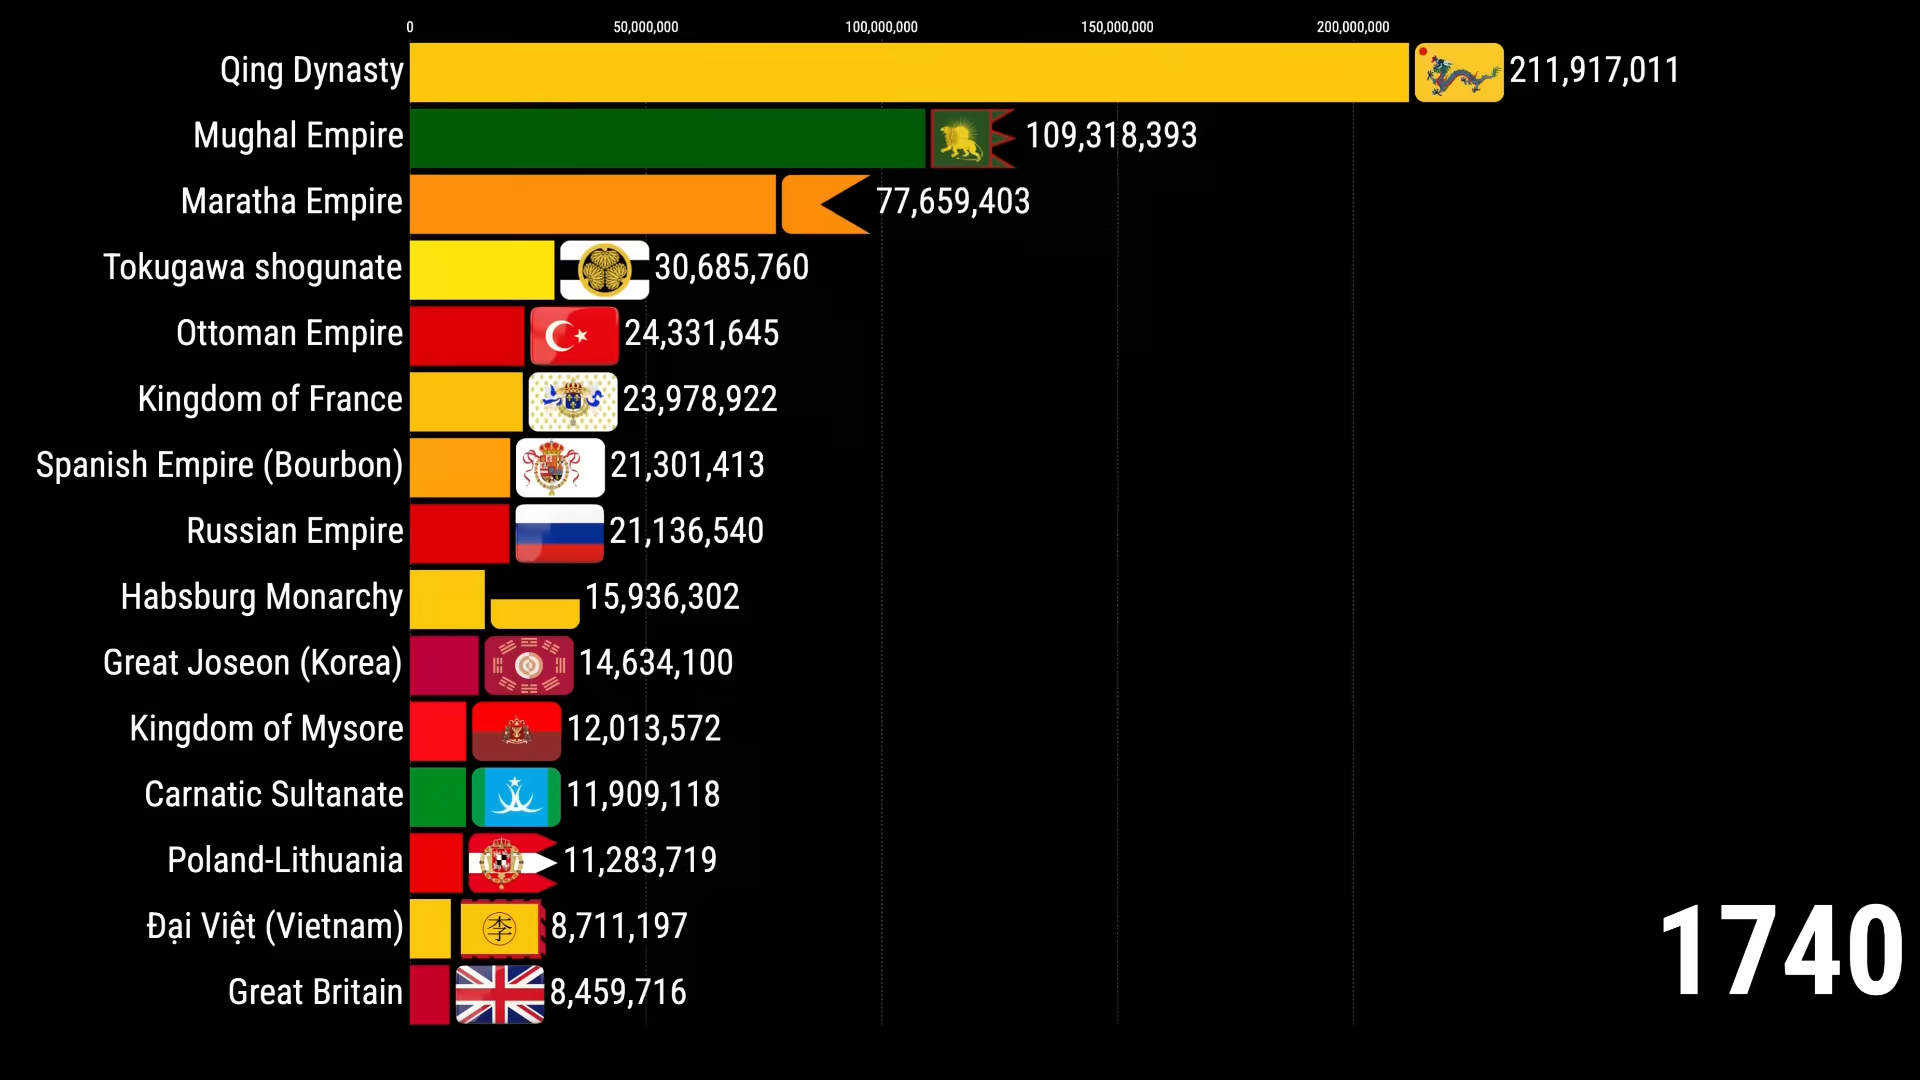 0 50,000,000 100,000,000 150,000,000 200,000,000
Qing Dynasty 211,917,011
Mughal Empire 109,318,393
Maratha Empire 77,659,403
Tokugawa shogunate 30,685,760
Ottoman Empire 24,331,645
Kingdom of France 23,978,922
Spanish Empire (Bourbon) 21,301,413
Russian Empire 21,136,540
Habsburg Monarchy 15,936,302
Great Joseon (Korea) 14,634,100
Kingdom of Mysore 12,013,572
Carnatic Sultanate 11,909,118
Poland-Lithuania 11,283,719
Đại Việt (Vietnam) 李 8,711,197
Great Britain 8,459,716
1740